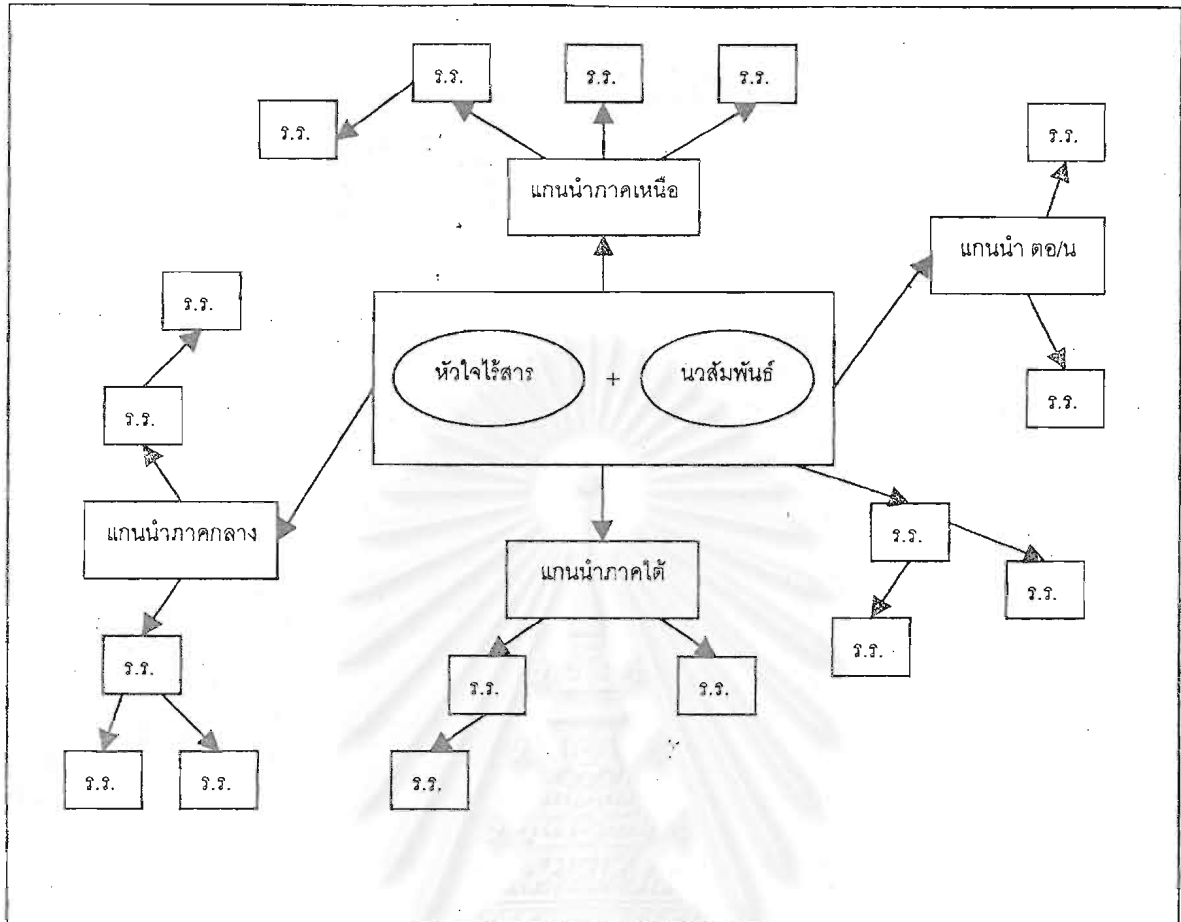 ร.ร. ร.ร. ร.ร.
ร.ร.
ร.ร.
แกนนำภาคเหนือ
แกนนำ ตอ/น
ร.ร.
หัวใจไร้สาร + นวสัมพันธ์
ร.ร.
ร.ร.
แกนนำภาคกลาง
ร.ร.
แกนนำภาคใต้
ร.ร.
ร.ร.
ร.ร.
ร.ร. ร.ร.
ร.ร. ร.ร. ร.ร.